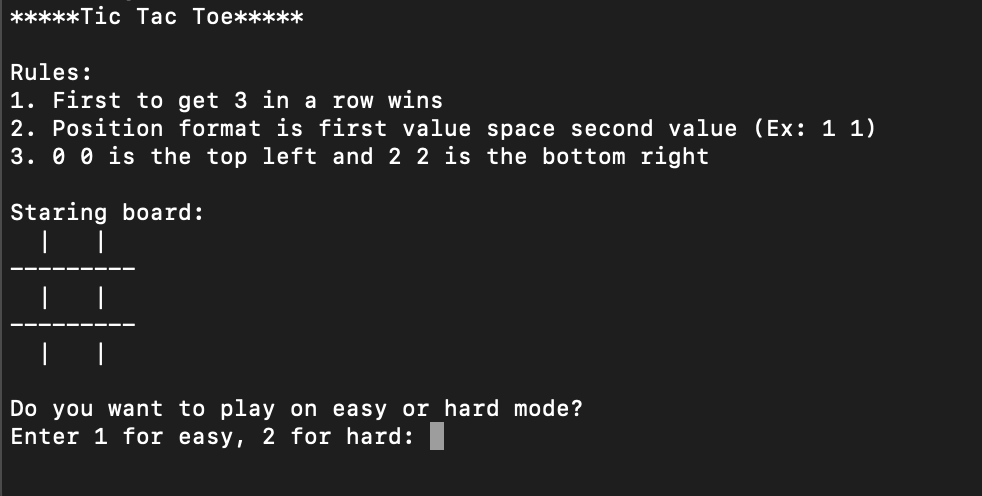 *****Tic Tac Toe*****
Rules:
1. First to get 3 in a row wins
2. Position format is first value space second value (Ex: 1 1)
3. 0 0 is the top left and 2 2 is the bottom right
Staring board:
  |   |
---------
  |   |
---------
  |   |
Do you want to play on easy or hard mode?
Enter 1 for easy, 2 for hard: